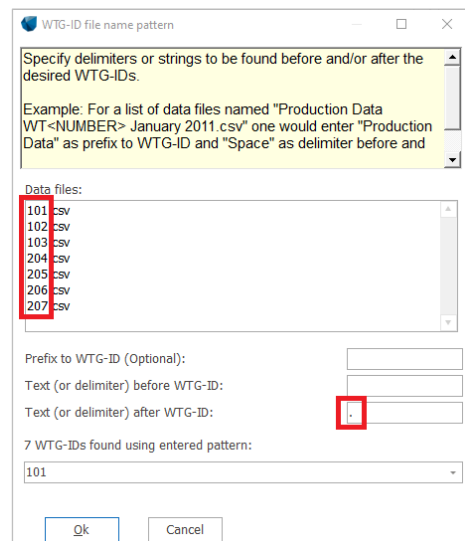 WTG-ID file name pattern
Specify delimiters or strings to be found before and/or after the
desired WTG-IDs.
Example: For a list of data files named "Production Data
WT<NUMBER> January 2011.csv" one would enter "Production
Data" as prefix to WTG-ID and "Space" as delimiter before and
Data files:
101.csv
102.csv
103.csv
204.csv
205.csv
206.csv
207.csv
Prefix to WTG-ID (Optional):
Text (or delimiter) before WTG-ID:
Text (or delimiter) after WTG-ID: .
7 WTG-IDs found using entered pattern:
101
Ok Cancel